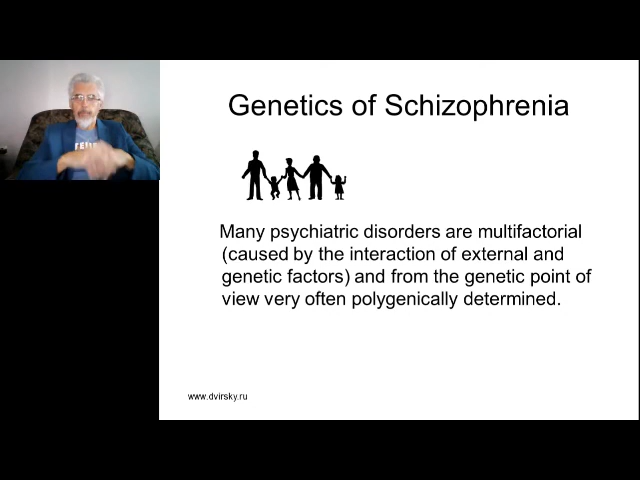 Genetics of Schizophrenia
Many psychiatric disorders are multifactorial
(caused by the interaction of external and
genetic factors) and from the genetic point of
view very often polygenically determined.
www.dvirsky.ru